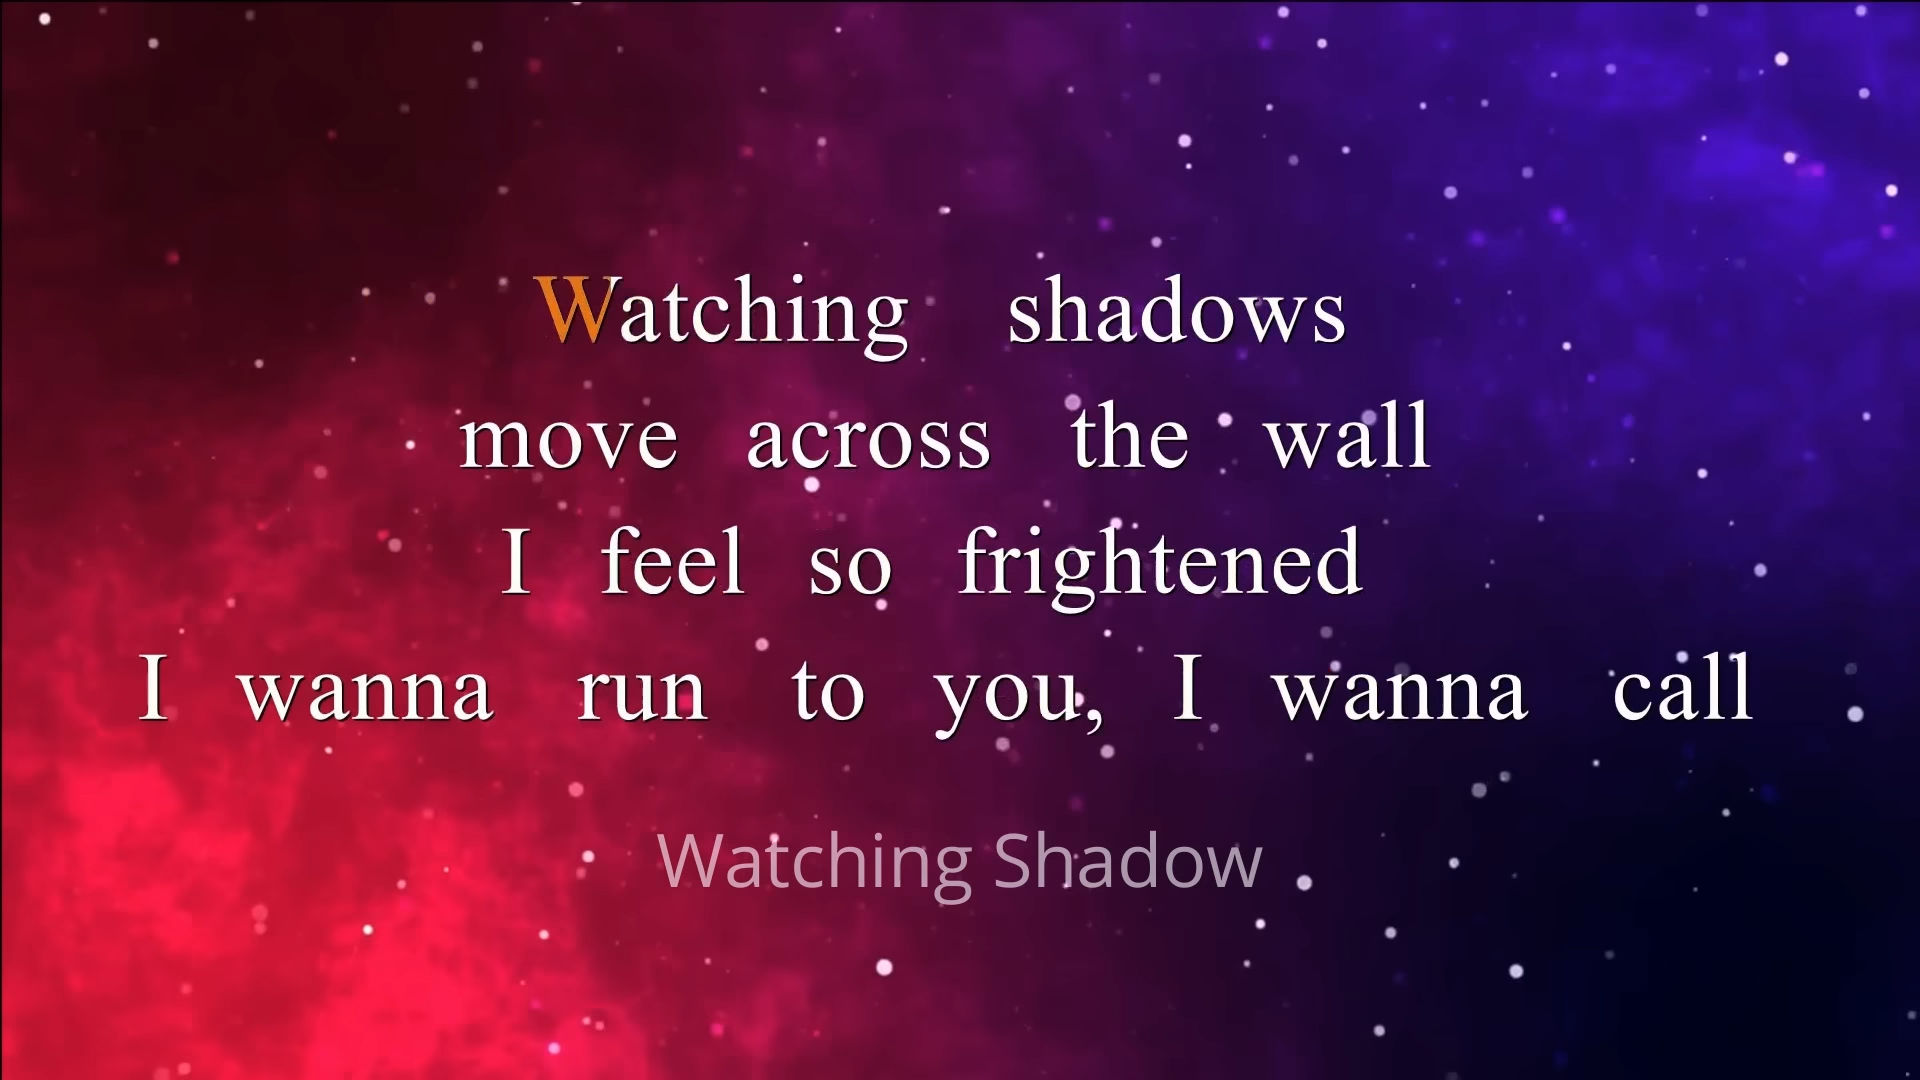 Watching shadows
move across the wall
I feel so frightened
I wanna run to you, I wanna call
Watching Shadow